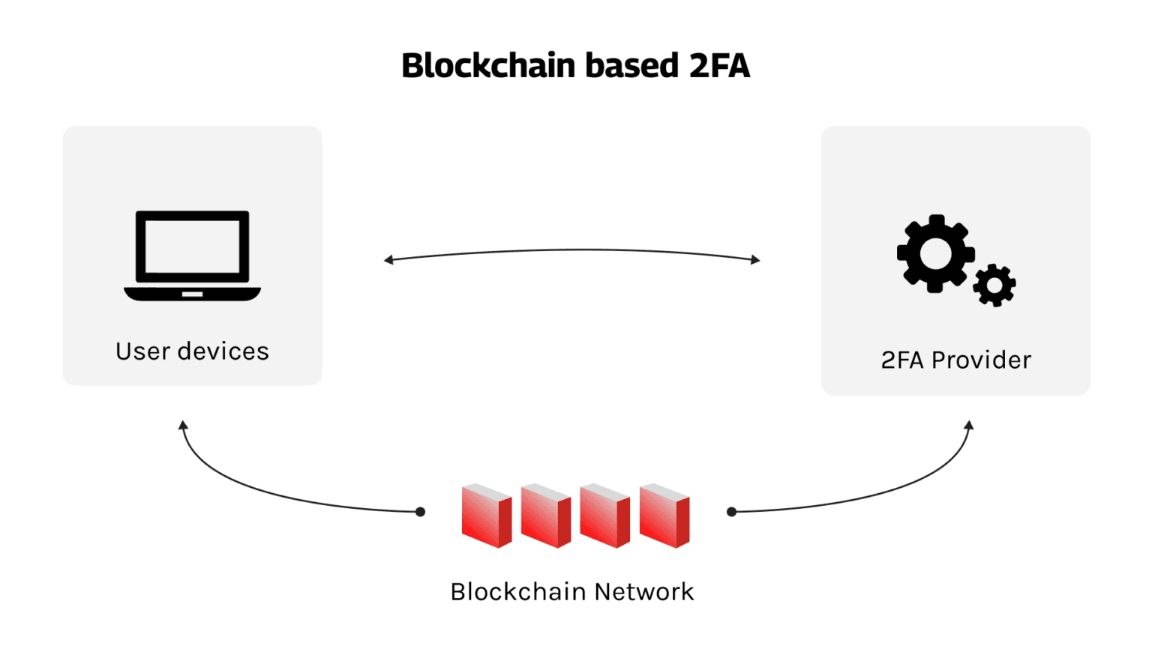 Blockchain based 2FA
User devices
2FA Provider
Blockchain Network